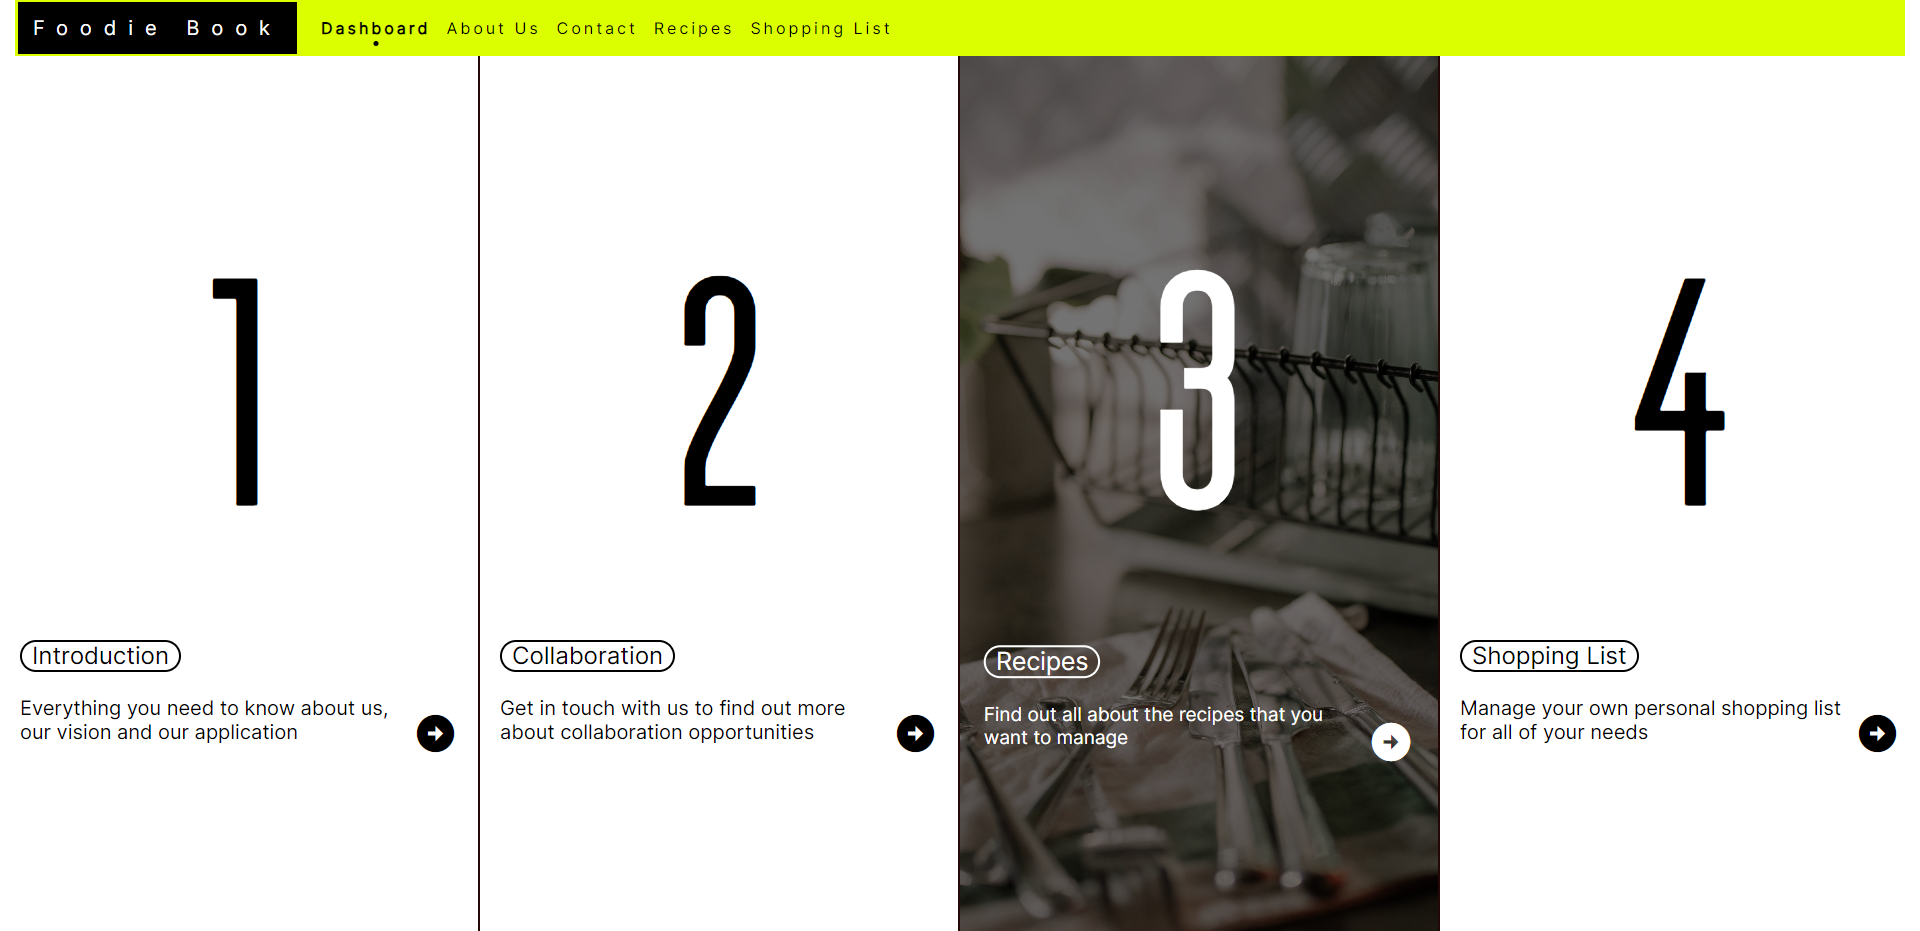 Foodie Book
Dashboard About Us Contact Recipes Shopping List
1
Introduction
Everything you need to know about us,
our vision and our application
2
Collaboration
Get in touch with us to find out more
about collaboration opportunities
3
Recipes
Find out all about the recipes that you
want to manage
4
Shopping List
Manage your own personal shopping list
for all of your needs